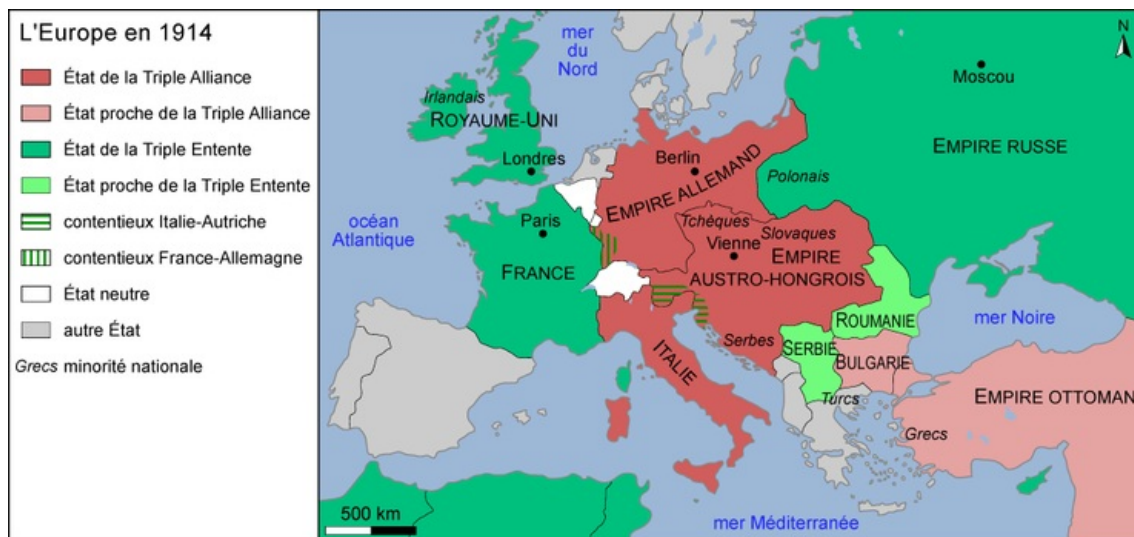 L'Europe en 1914
État de la Triple Alliance
État proche de la Triple Alliance
État de la Triple Entente
État proche de la Triple Entente
contentieux Italie-Autriche
contentieux France-Allemagne
État neutre
autre État
Grecs minorité nationale
mer
du
Nord
N
Moscou
Irlandais
ROYAUME-UNI
Londres
Berlin
EMPIRE ALLEMAND
EMPIRE RUSSE
Polonais
océan
Atlantique
Paris
Tchèques
Slovaques
Vienne
EMPIRE
AUSTRO-HONGROIS
FRANCE
ROUMANIE
mer Noire
Serbes
SERBIE
BULGARIE
ITALIE
Turcs
EMPIRE OTTOMAN
Grecs
500 km
mer Méditerranée